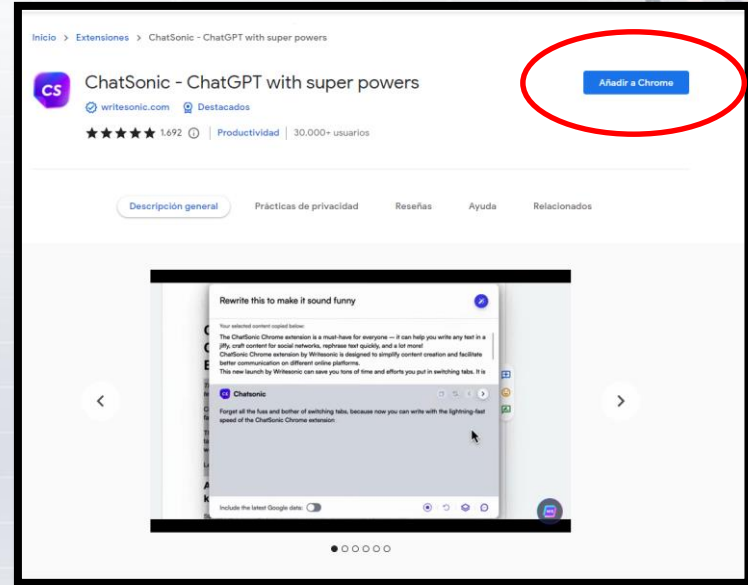 Inicio > Extensiones > ChatSonic - ChatGPT with super powers
CS
ChatSonic - ChatGPT with super powers
Añadir a Chrome
writesonic.com Destacados
★★★★★ 1.692 Productividad 30.000+ usuarios
Descripción general Prácticas de privacidad Reseñas Ayuda Relacionados
Rewrite this to make it sound funny
Your selected content copied below:
The ChatSonic Chrome extension is a must-have for everyone — it can help you write any text in a
jiffy, craft content for social networks, rephrase text quickly, and a lot more!
ChatSonic Chrome extension by Writesonic is designed to simplify content creation and facilitate
better communication on different online platforms.
This new launch by Writesonic can save you tons of time and efforts you put in switching tabs. It is
CS Chatsonic
Forget all the fuss and bother of switching tabs, because now you can write with the lightning-fast
speed of the ChatSonic Chrome extension
Include the latest Google data: